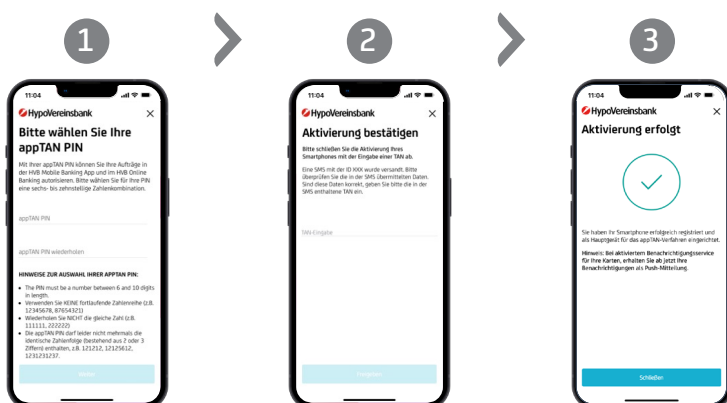 1
2
3
11:04
HypoVereinsbank
Bitte wählen Sie Ihre
appTAN PIN
Mit Ihrer appTAN PIN können Sie Ihre Aufträge in
der HVB Mobile Banking App und im HVB Online
Banking autorisieren. Bitte wählen Sie für Ihre PIN
eine sechs- bis zehnstellige Zahlenkombination.
appTAN PIN
appTAN PIN wiederholen
HINWEISE ZUR AUSWAHL IHRER APPTAN PIN:
• The PIN must be a number between 6 and 10 digits
in length.
• Verwenden Sie KEINE fortlaufende Zahlenreihe (z.B.
12345678, 87654321)
• Wiederholen Sie NICHT die gleiche Zahl (z.B.
111111, 222222)
• Die appTAN PIN darf leider nicht mehrmals die
identische Zahlenfolge (bestehend aus 2 oder 3
Ziffern) enthalten, z.B. 121212, 12125612,
1231231237.
Weiter
11:04
HypoVereinsbank
Aktivierung bestätigen
Bitte schließen Sie die Aktivierung Ihres
Smartphones mit der Eingabe einer TAN ab.
Eine SMS mit der ID XXX wurde versandt. Bitte
überprüfen Sie die in der SMS übermittelten Daten.
Sind diese Daten korrekt, geben Sie bitte die in der
SMS enthaltene TAN ein.
TAN-Eingabe
11:04
HypoVereinsbank
Aktivierung erfolgt
Sie haben Ihr Smartphone erfolgreich registriert und
als Hauptgerät für das appTAN-Verfahren eingerichtet.
Hinweis: Bei aktiviertem Benachrichtigungsservice
für Ihre Karten, erhalten Sie ab jetzt Ihre
Benachrichtigungen als Push-Mitteilung.
Schließen